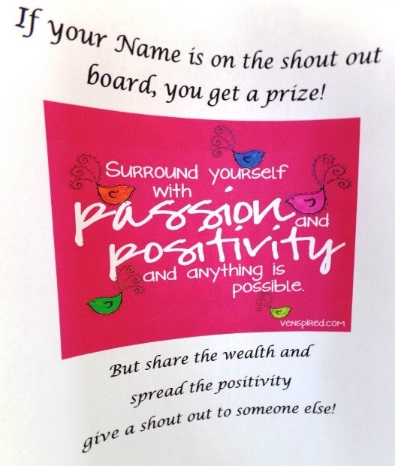 If your Name is on the shout out
board, you get a prize!
SURROUND YOURSELF
with
passion and
positivity
and anything is
possible.
VENSPIRED.COM
But share the wealth and
spread the positivity
give a shout out to someone else!